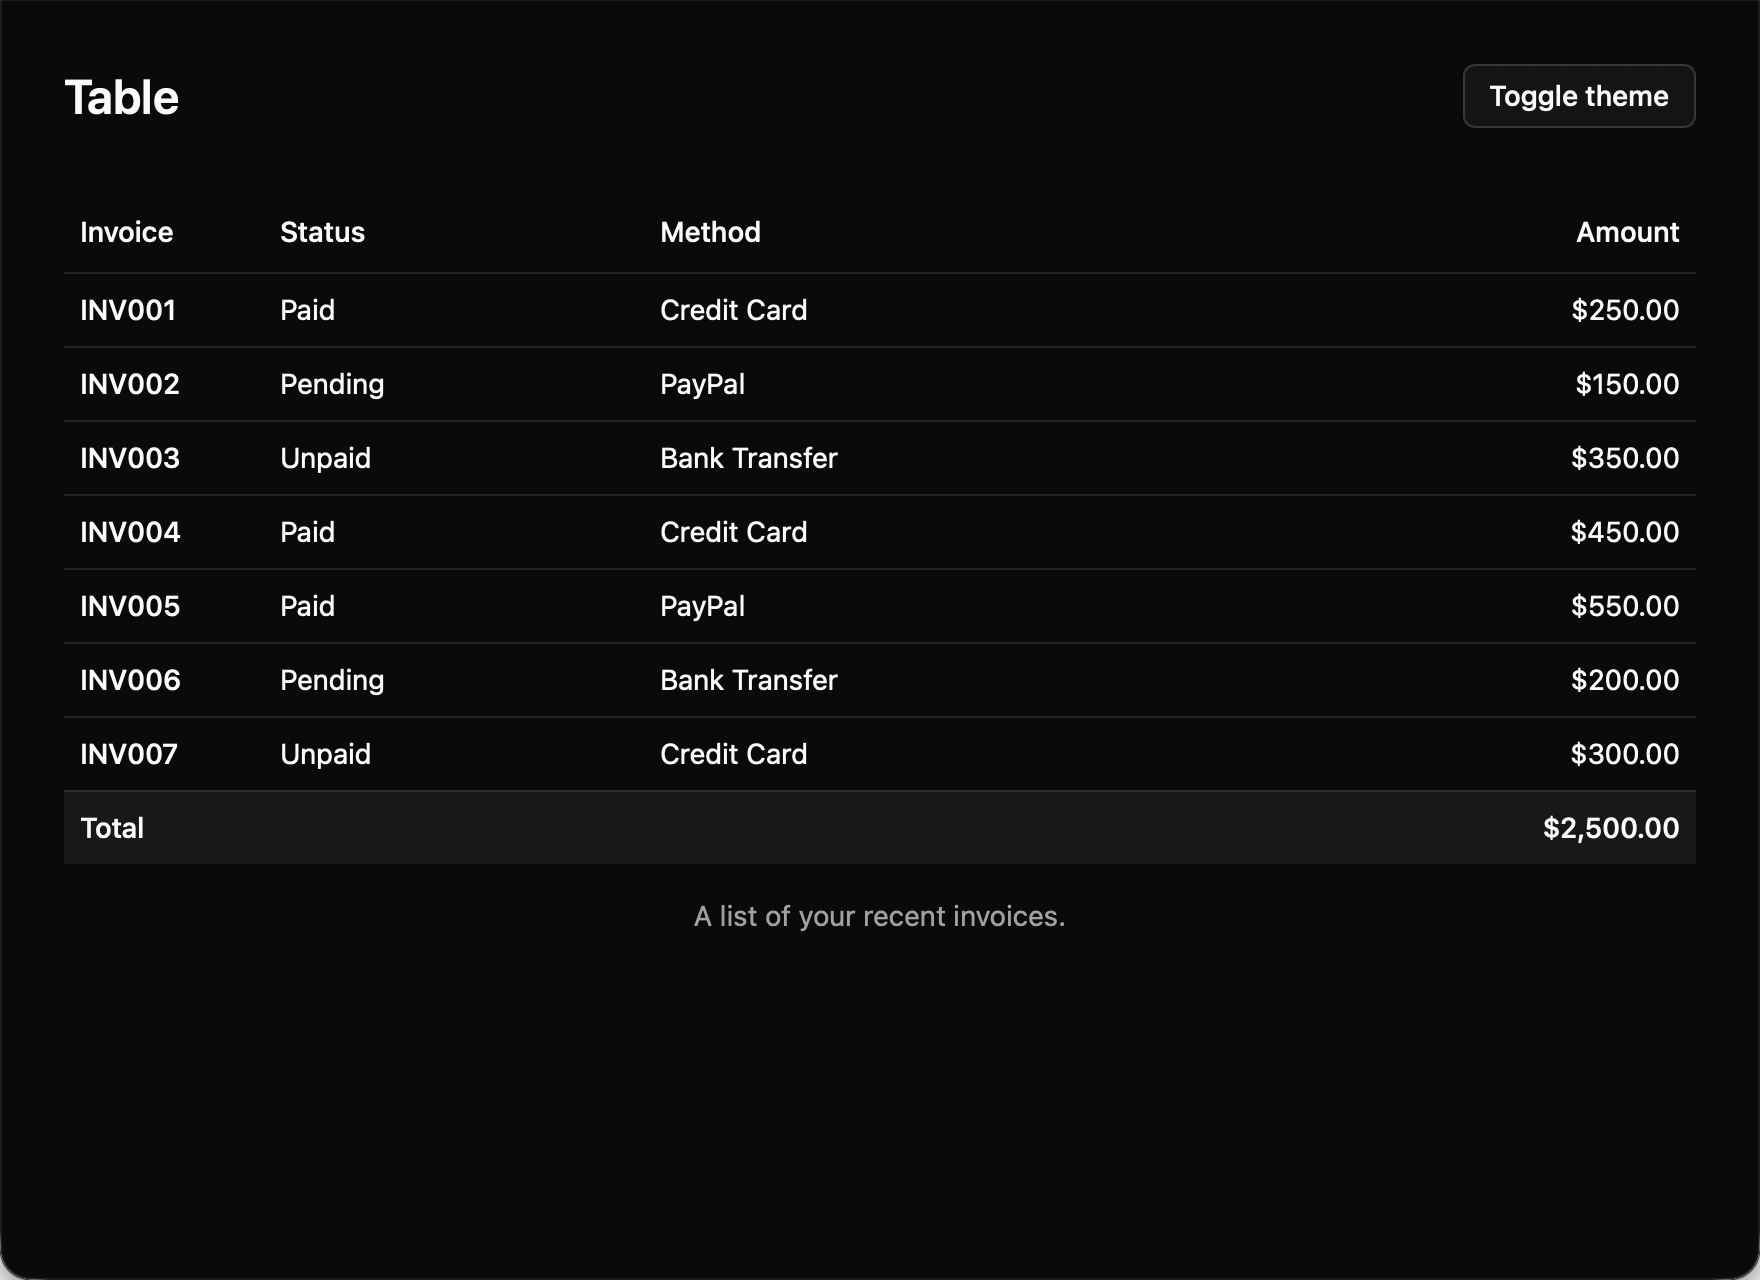 Table
Toggle theme
Invoice Status Method Amount
INV001 Paid Credit Card $250.00
INV002 Pending PayPal $150.00
INV003 Unpaid Bank Transfer $350.00
INV004 Paid Credit Card $450.00
INV005 Paid PayPal $550.00
INV006 Pending Bank Transfer $200.00
INV007 Unpaid Credit Card $300.00
Total $2,500.00
A list of your recent invoices.